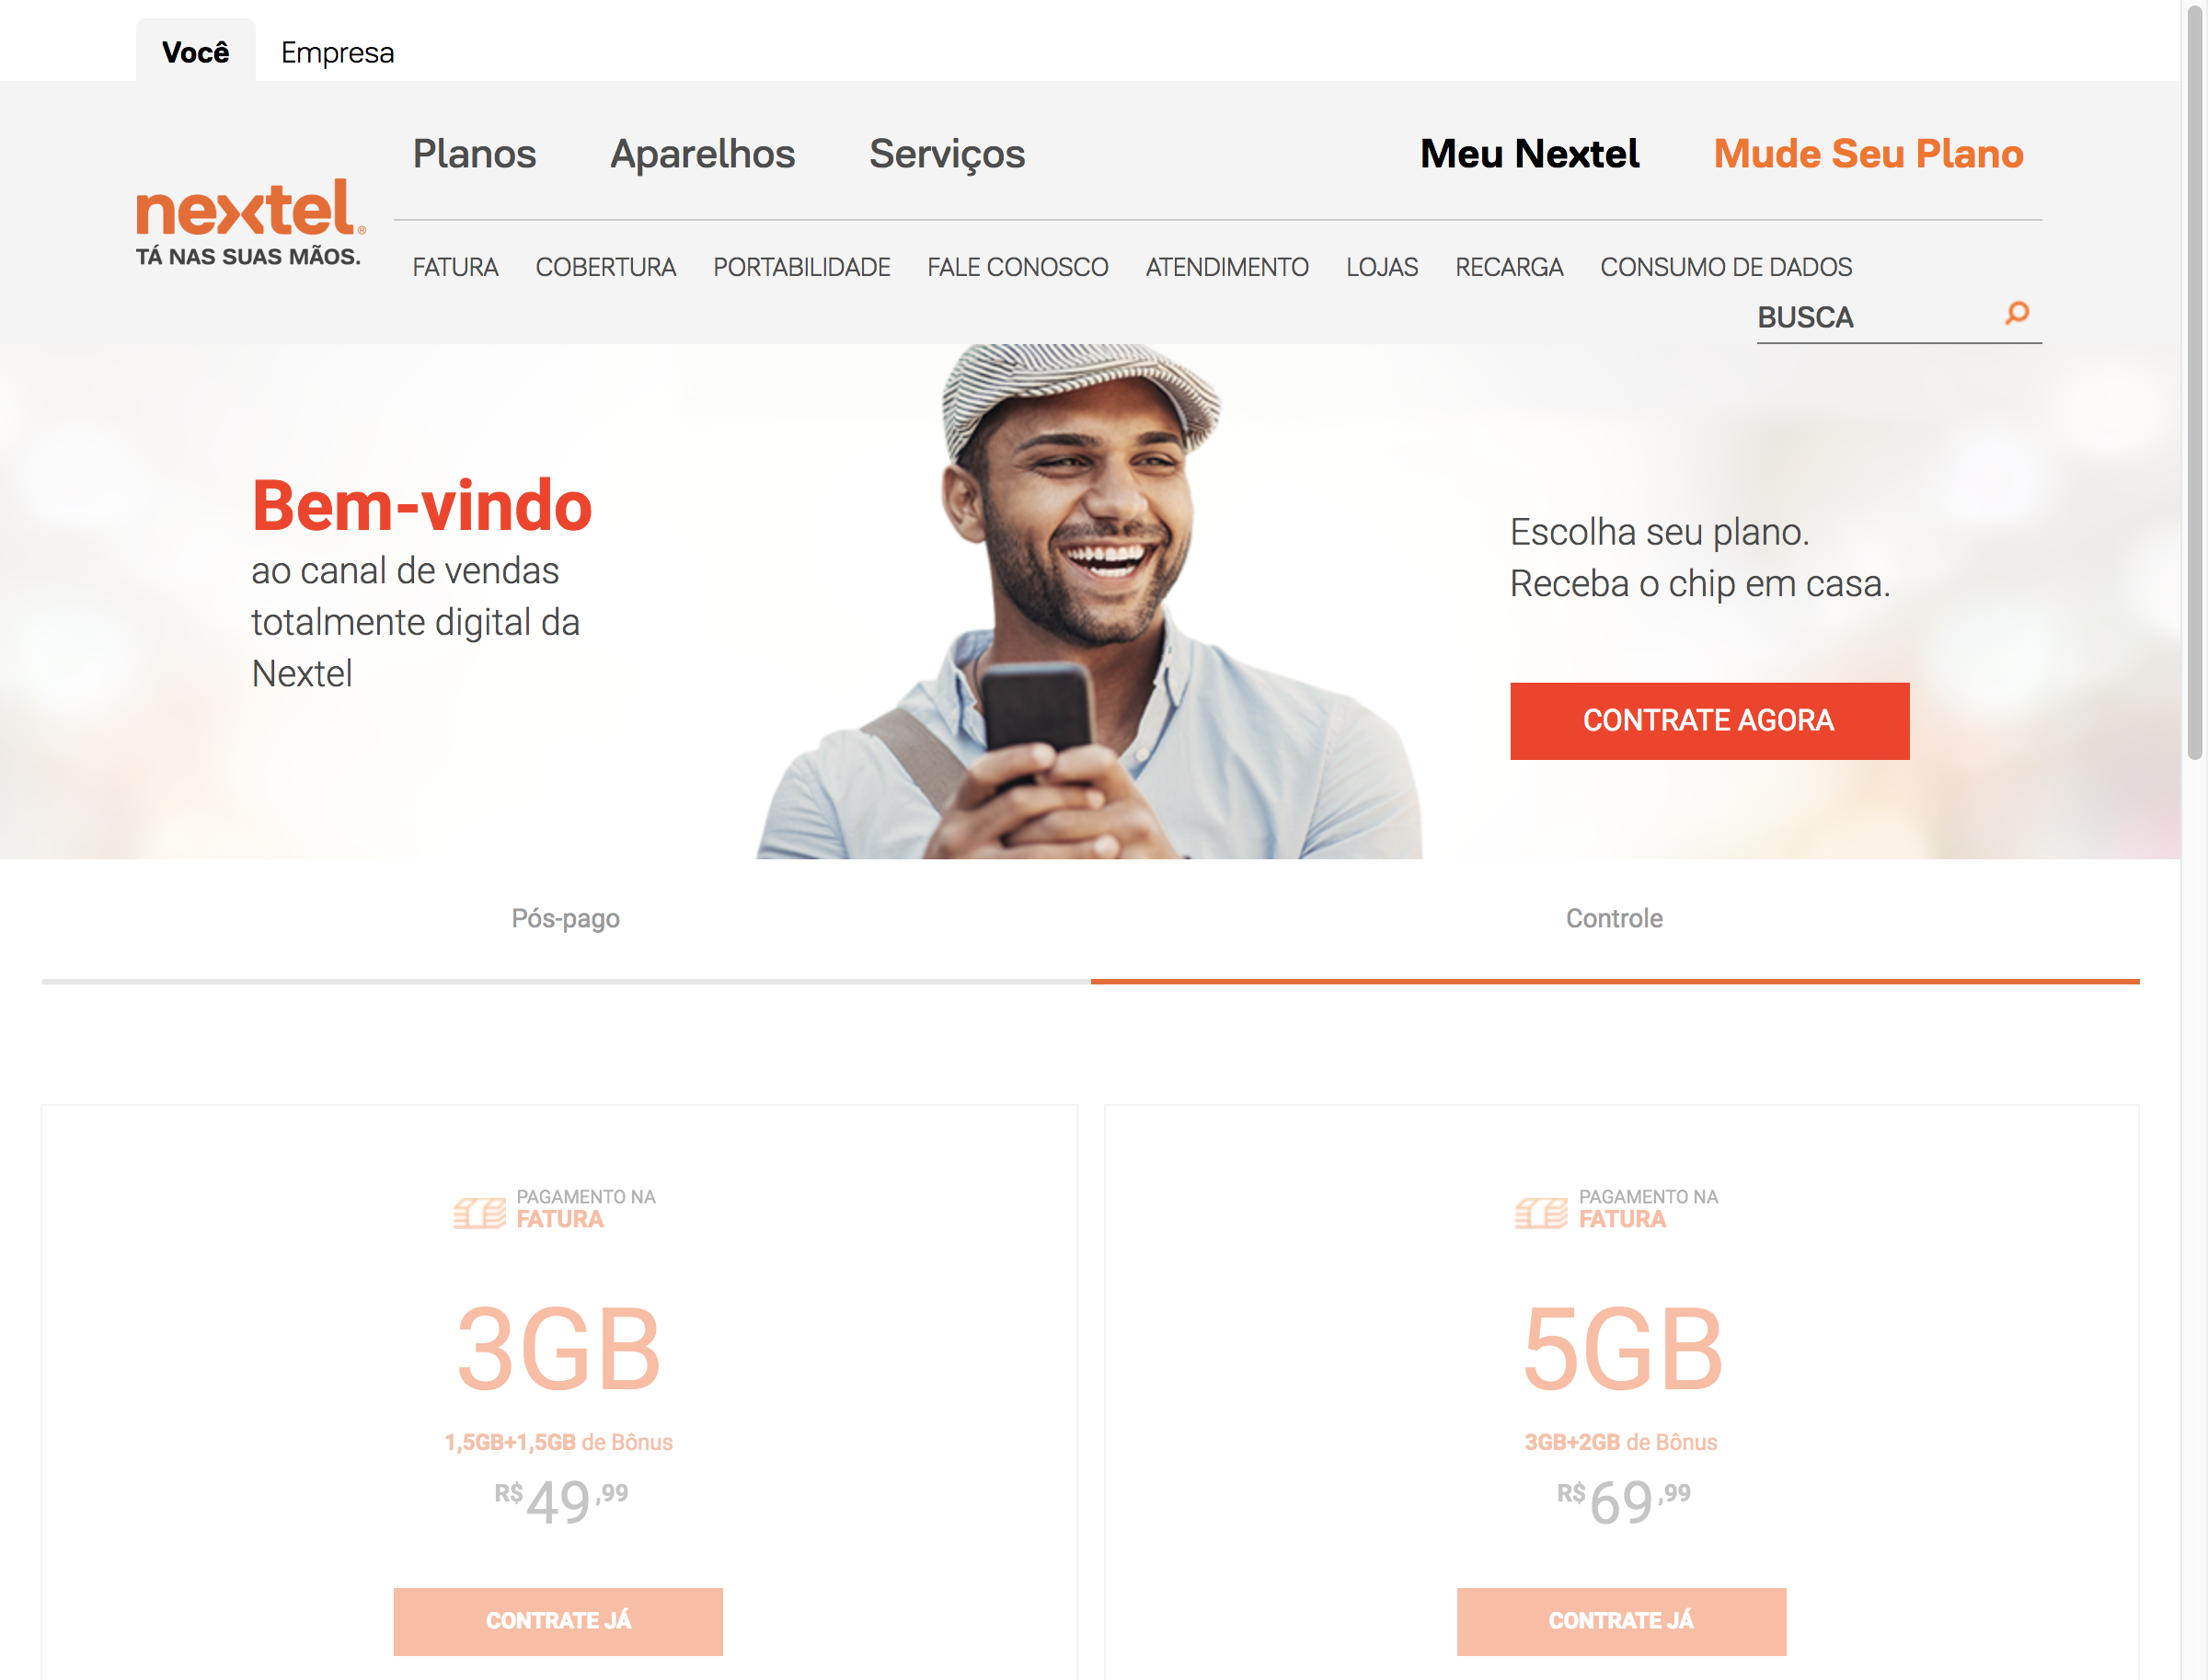 Você
Empresa
Planos
Aparelhos
Serviços
Meu Nextel
Mude Seu Plano
nextel®
TÁ NAS SUAS MÃOS.
FATURA
COBERTURA
PORTABILIDADE
FALE CONOSCO
ATENDIMENTO
LOJAS
RECARGA
CONSUMO DE DADOS
BUSCA
Bem-vindo
ao canal de vendas
totalmente digital da
Nextel
Escolha seu plano.
Receba o chip em casa.
CONTRATE AGORA
Pós-pago
Controle
PAGAMENTO NA
FATURA
3GB
1,5GB+1,5GB de Bônus
R$49,99
CONTRATE JÁ
PAGAMENTO NA
FATURA
5GB
3GB+2GB de Bônus
R$69,99
CONTRATE JÁ